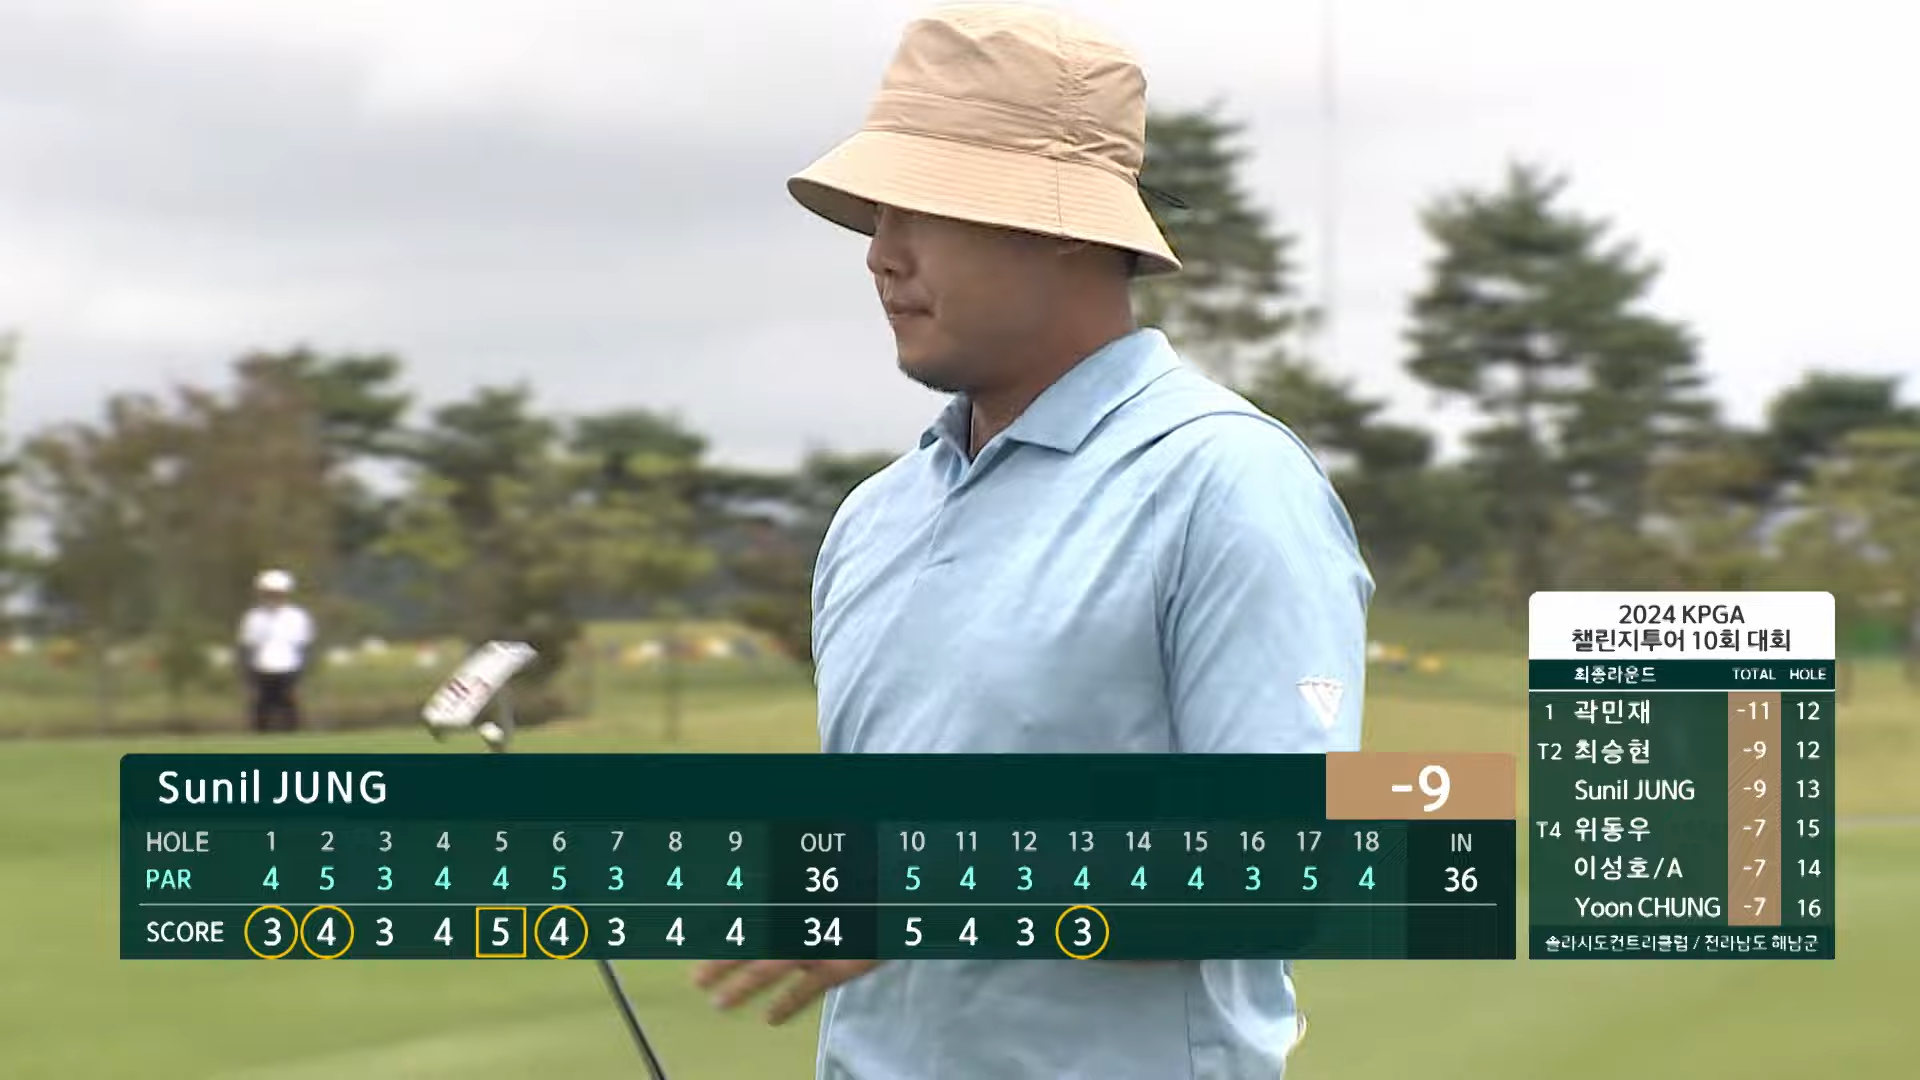 Sunil JUNG -9
HOLE 1 2 3 4 5 6 7 8 9 OUT 10 11 12 13 14 15 16 17 18 IN
PAR 4 5 3 4 4 5 3 4 4 36 5 4 3 4 4 4 3 5 4 36
SCORE 3 4 3 4 5 4 3 4 4 34 5 4 3 3
2024 KPGA
챌린지투어 10회 대회
최종라운드 TOTAL HOLE
1 곽민재 -11 12
T2 최승현 -9 12
Sunil JUNG -9 13
T4 위동우 -7 15
이성호/A -7 14
Yoon CHUNG -7 16
솔라시도컨트리클럽 / 전라남도 해남군